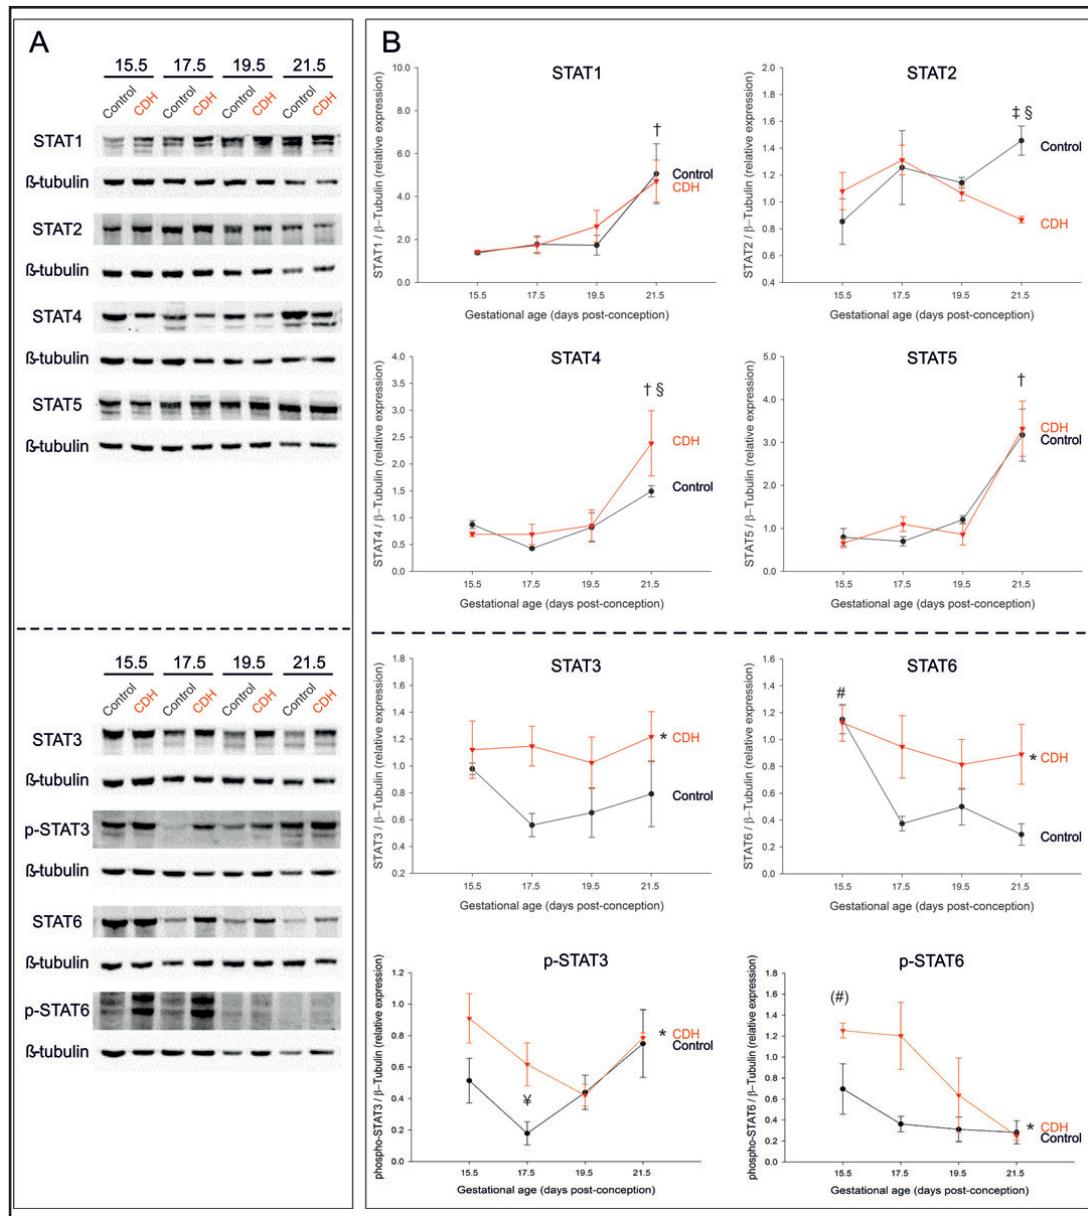 A
15.5 17.5 19.5 21.5
Control CDH Control CDH Control CDH Control CDH
STAT1
ß-tubulin
STAT2
ß-tubulin
STAT4
ß-tubulin
STAT5
ß-tubulin
15.5 17.5 19.5 21.5
Control CDH Control CDH Control CDH Control CDH
STAT3
ß-tubulin
p-STAT3
ß-tubulin
STAT6
ß-tubulin
p-STAT6
ß-tubulin
B
STAT1
STAT1 / β–Tubulin (relative expression)
10.0
8.0
6.0
4.0
2.0
0.0
†
Control
CDH
15.5 17.5 19.5 21.5
Gestational age (days post-conception)
STAT2
STAT2 / β–Tubulin (relative expression)
2.0
1.8
1.6
1.4
1.2
1.0
0.8
0.6
0.4
‡ §
Control
CDH
15.5 17.5 19.5 21.5
Gestational age (days post-conception)
STAT4
STAT4 / β–Tubulin (relative expression)
4.0
3.5
3.0
2.5
2.0
1.5
1.0
0.5
0.0
† §
CDH
Control
15.5 17.5 19.5 21.5
Gestational age (days post-conception)
STAT5
STAT5 / β–Tubulin (relative expression)
5.0
4.0
3.0
2.0
1.0
0.0
†
CDH
Control
15.5 17.5 19.5 21.5
Gestational age (days post-conception)
STAT3
STAT3 / β–Tubulin (relative expression)
1.8
1.6
1.4
1.2
1.0
0.8
0.6
0.4
0.2
* CDH
Control
15.5 17.5 19.5 21.5
Gestational age (days post-conception)
STAT6
STAT6 / β–Tubulin (relative expression)
1.8
1.6
1.4
1.2
1.0
0.8
0.6
0.4
0.2
0.0
#
* CDH
Control
15.5 17.5 19.5 21.5
Gestational age (days post-conception)
p-STAT3
phospho-STAT3 / β–Tubulin (relative expression)
1.2
1.0
0.8
0.6
0.4
0.2
0.0
¥
* CDH
Control
15.5 17.5 19.5 21.5
Gestational age (days post-conception)
p-STAT6
phospho-STAT6 / β–Tubulin (relative expression)
1.8
1.6
1.4
1.2
1.0
0.8
0.6
0.4
0.2
0.0
(#)
* CDH
Control
15.5 17.5 19.5 21.5
Gestational age (days post-conception)